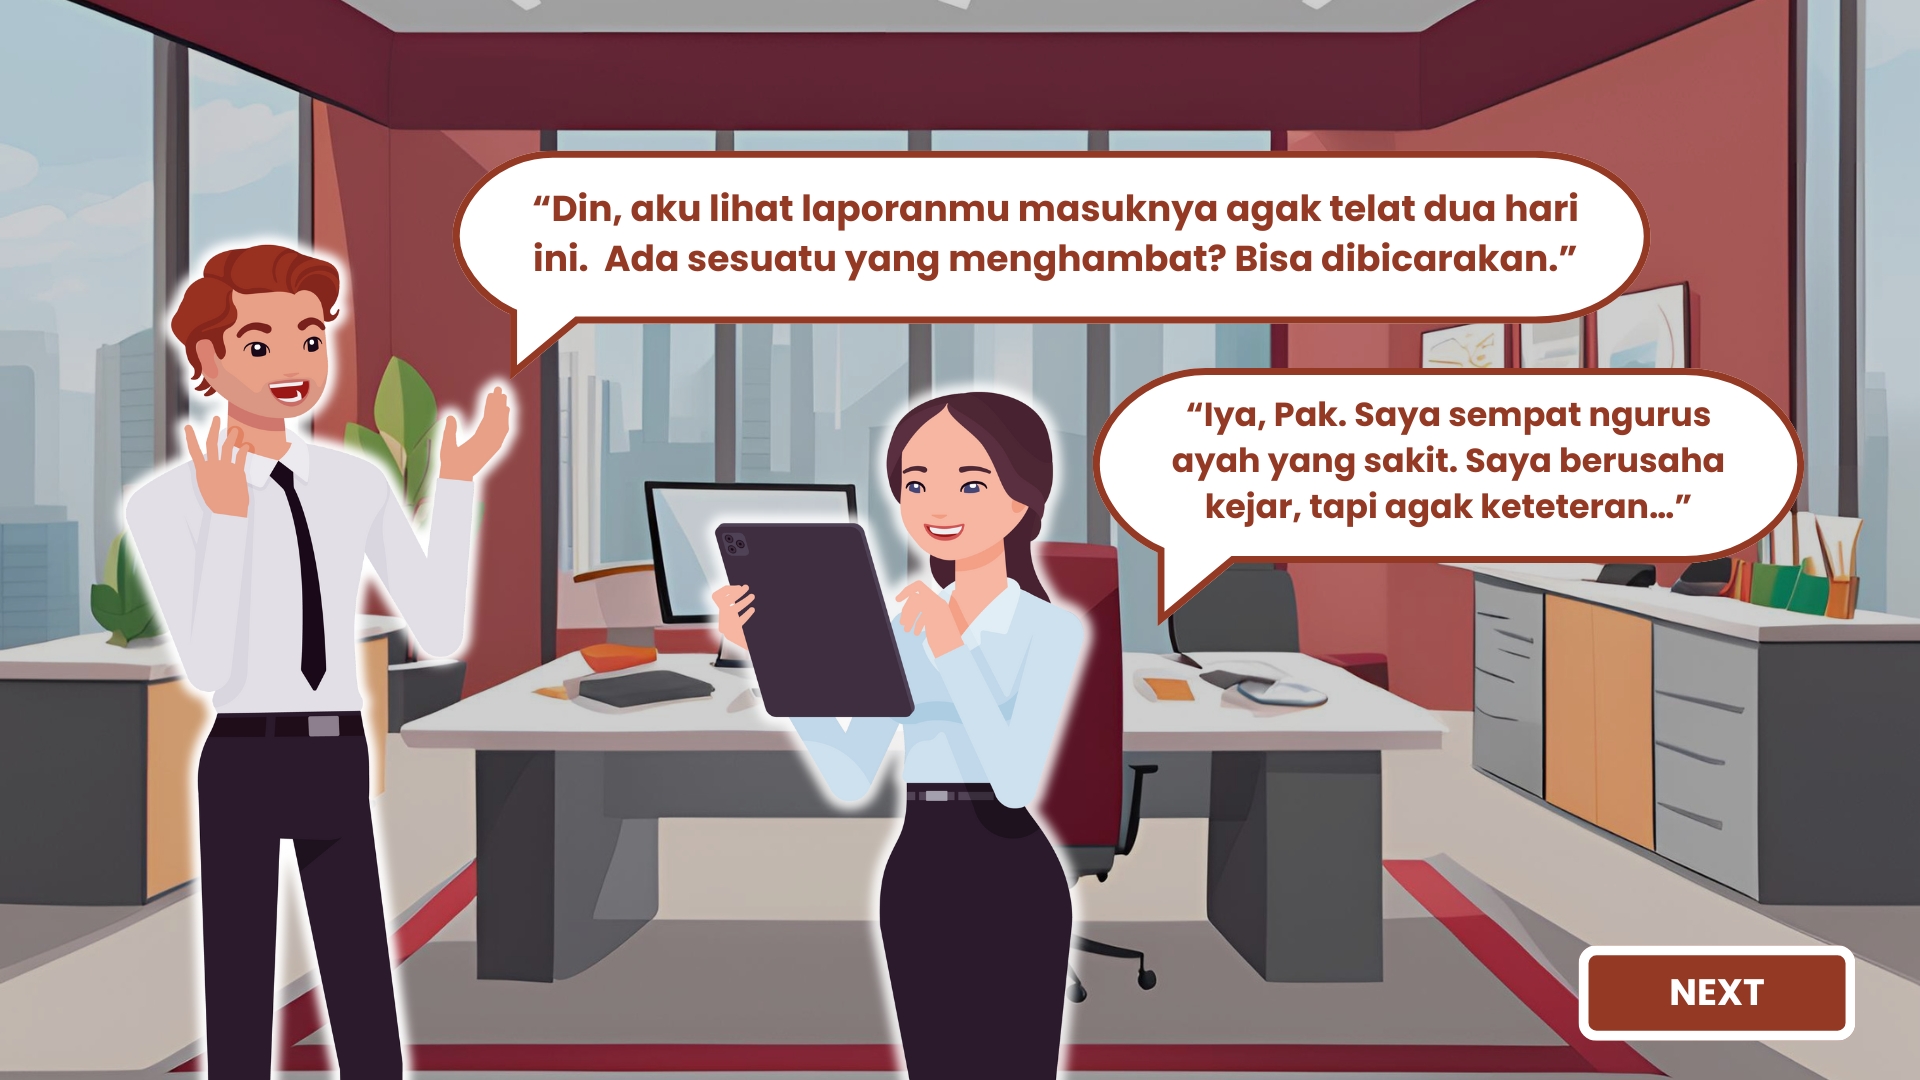 “Din, aku lihat laporanmu masuknya agak telat dua hari
ini.  Ada sesuatu yang menghambat? Bisa dibicarakan.”
“Iya, Pak. Saya sempat ngurus
ayah yang sakit. Saya berusaha
kejar, tapi agak keteteran...”
NEXT